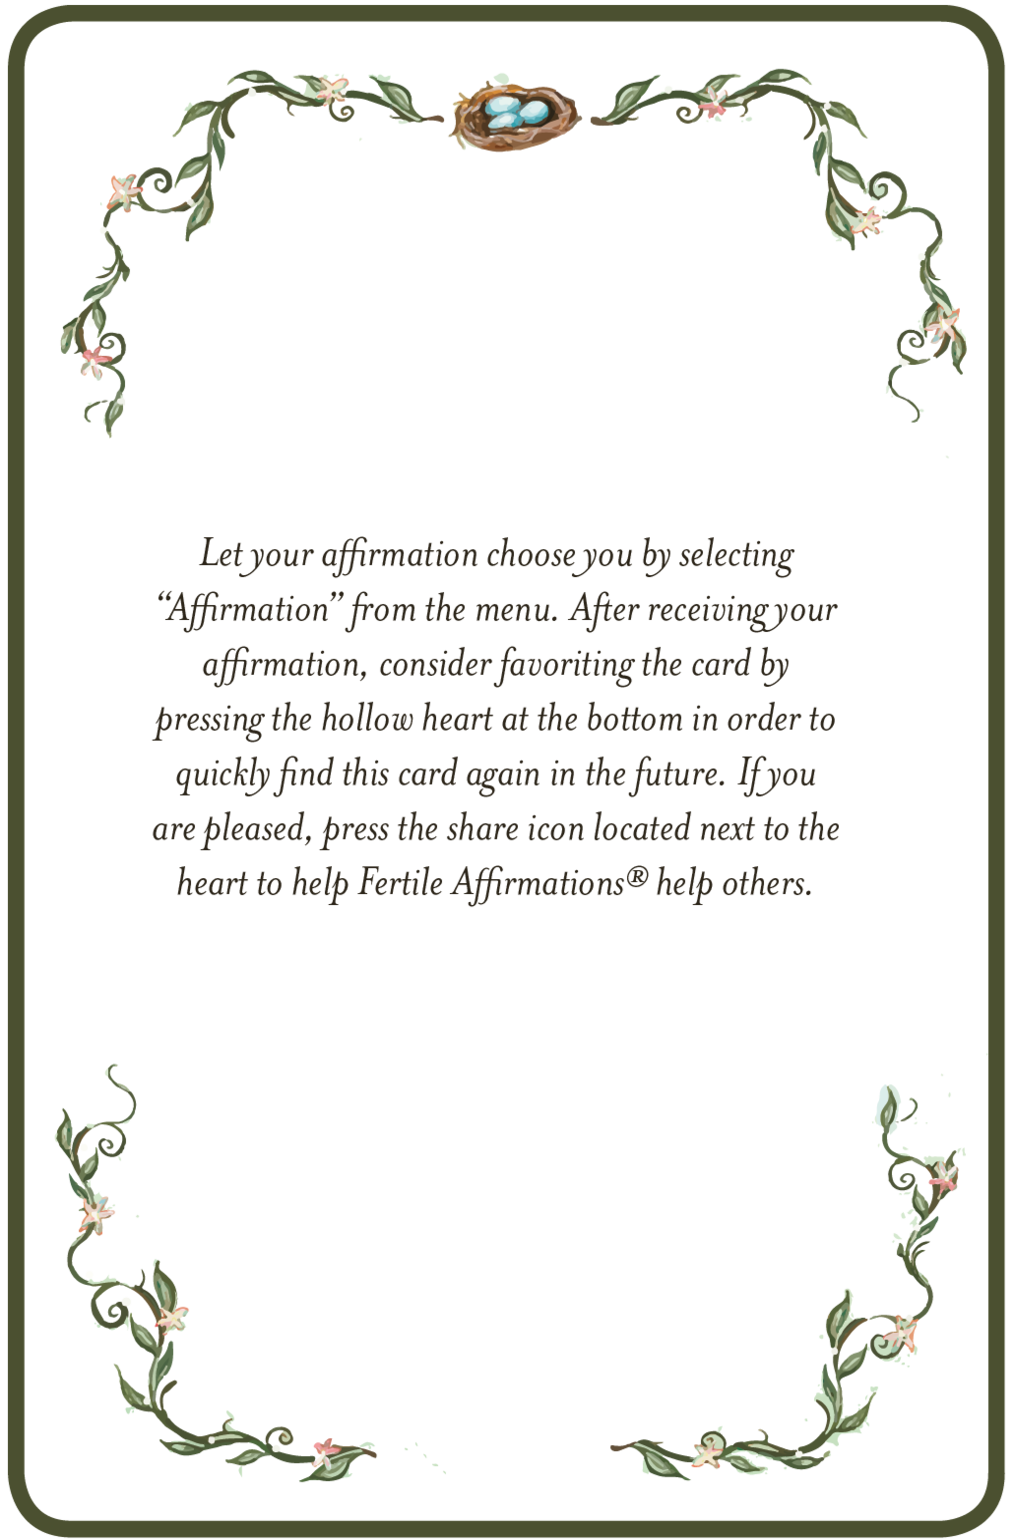 Let your affirmation choose you by selecting
“Affirmation” from the menu. After receiving your
affirmation, consider favoriting the card by
pressing the hollow heart at the bottom in order to
quickly find this card again in the future. If you
are pleased, press the share icon located next to the
heart to help Fertile Affirmations® help others.